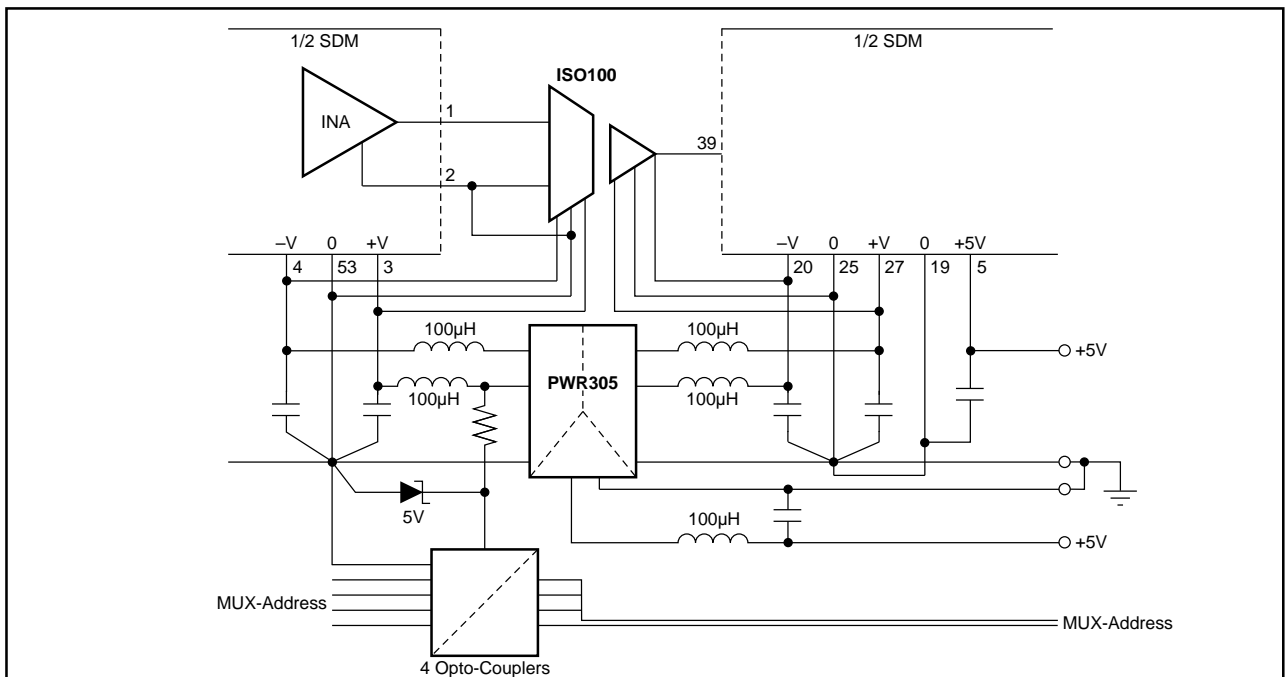 1/2 SDM
1/2 SDM
ISO100
INA
1
2
39
–V 0 +V
4 53 3
–V 0 +V 0 +5V
20 25 27 19 5
100µH
100µH
+5V
PWR305
100µH
100µH
5V
100µH
+5V
MUX-Address
MUX-Address
4 Opto-Couplers